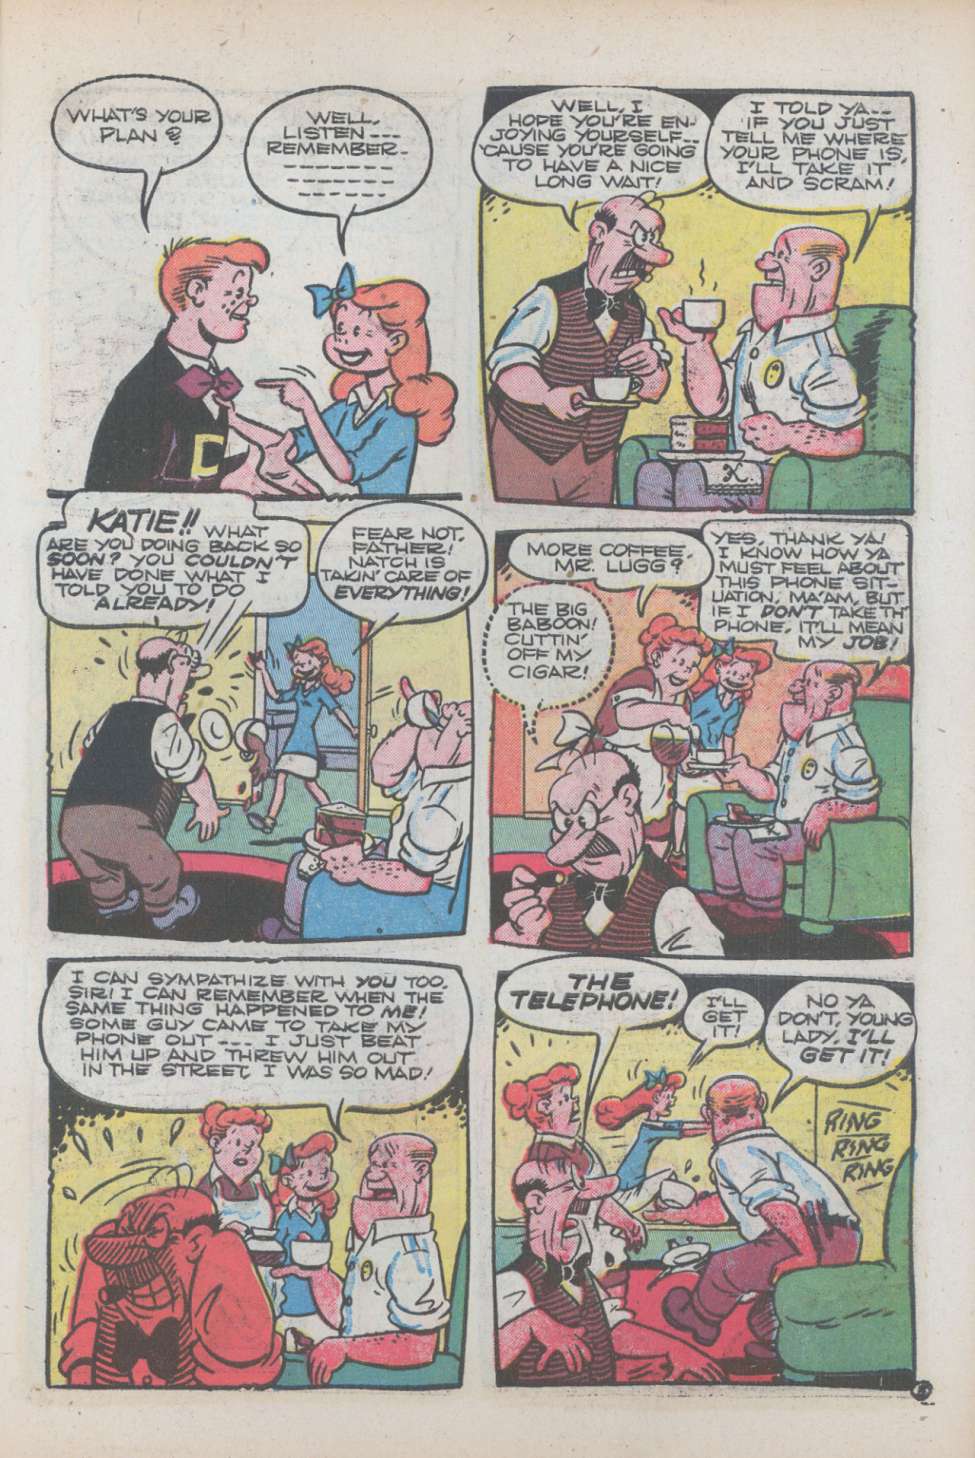 WHAT'S YOUR
PLAN?
WELL,
LISTEN---
REMEMBER-
WELL, I
HOPE YOU'RE EN-
JOYING YOURSELF--
'CAUSE YOU'RE GOING
TO HAVE A NICE
LONG WAIT!
I TOLD YA--
IF YOU JUST
TELL ME WHERE
YOUR PHONE IS,
I'LL TAKE IT
AND SCRAM!
KATIE!! WHAT
ARE YOU DOING BACK SO
SOON? YOU COULDN'T
HAVE DONE WHAT I
TOLD YOU TO DO
ALREADY!
FEAR NOT,
FATHER!
NATCH IS
TAKIN' CARE OF
EVERYTHING!
MORE COFFEE,
MR. LUGG?
THE BIG
BABOON!
CUTTIN'
OFF MY
CIGAR!
YES, THANK YA!
I KNOW HOW YA
MUST FEEL ABOUT
THIS PHONE SIT-
UATION, MA'AM, BUT
IF I DON'T TAKE TH'
PHONE, IT'LL MEAN
MY JOB!
I CAN SYMPATHIZE WITH YOU TOO,
SIR! I CAN REMEMBER WHEN THE
SAME THING HAPPENED TO ME!
SOME GUY CAME TO TAKE MY
PHONE OUT --- I JUST BEAT
HIM UP AND THREW HIM OUT
IN THE STREET, I WAS SO MAD!
THE
TELEPHONE!
I'LL
GET
IT!
NO YA
DON'T, YOUNG
LADY, I'LL
GET IT!
RING
RING
RING